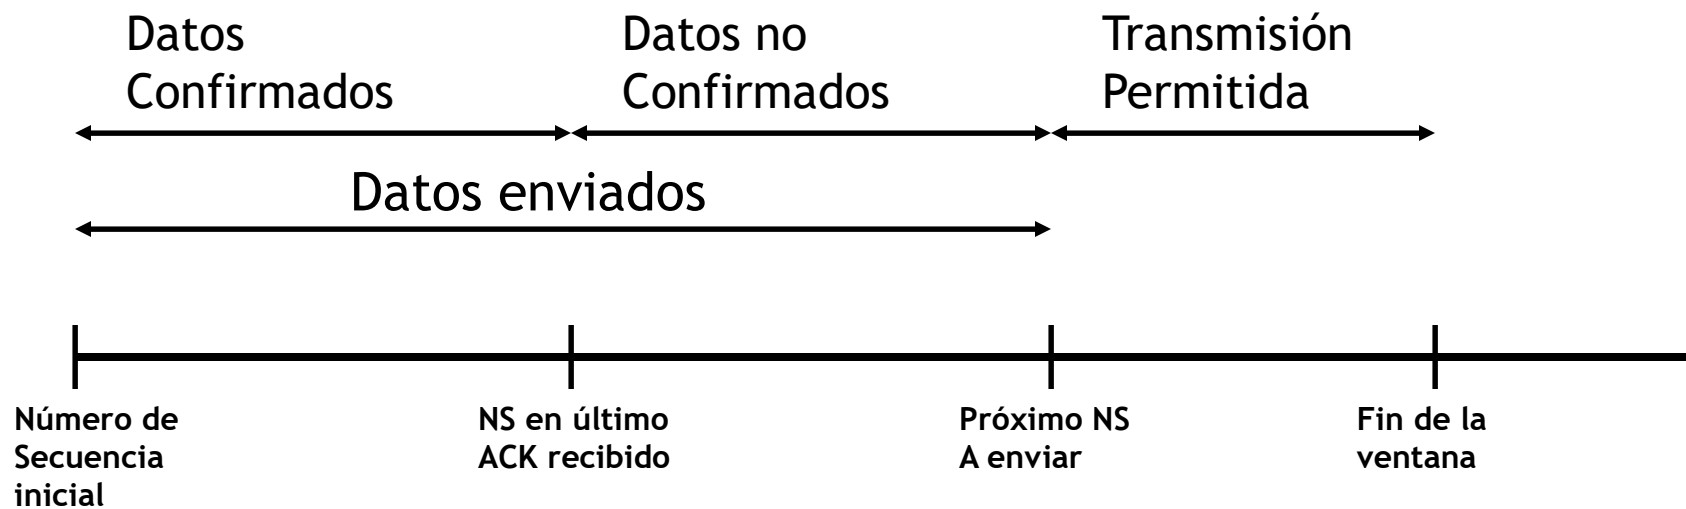 Datos
Confirmados
Datos no
Confirmados
Transmisión
Permitida
Datos enviados
Número de
Secuencia
inicial
NS en último
ACK recibido
Próximo NS
A enviar
Fin de la
ventana